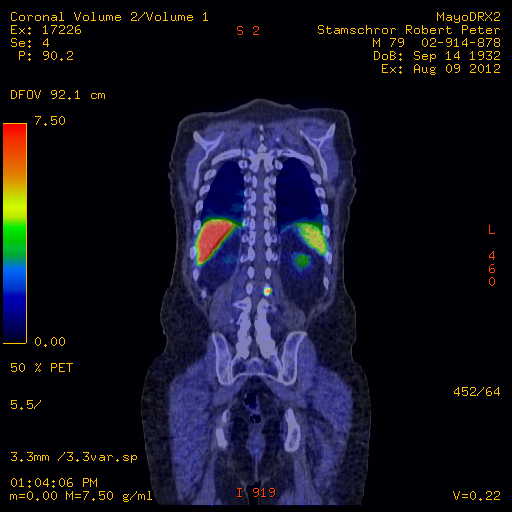 Coronal Volume 2/Volume 1
Ex: 17226
Se: 4
P: 90.2
DFOV 92.1 cm
7.50
0.00
50 % PET
5.5/
3.3mm /3.3var.sp
01:04:06 PM
m=0.00 M=7.50 g/ml
S 2
MayoDRX2
Stamschror Robert Peter
M 79 02-914-878
DoB: Sep 14 1932
Ex: Aug 09 2012
L
4
6
0
452/64
I 919
V=0.22